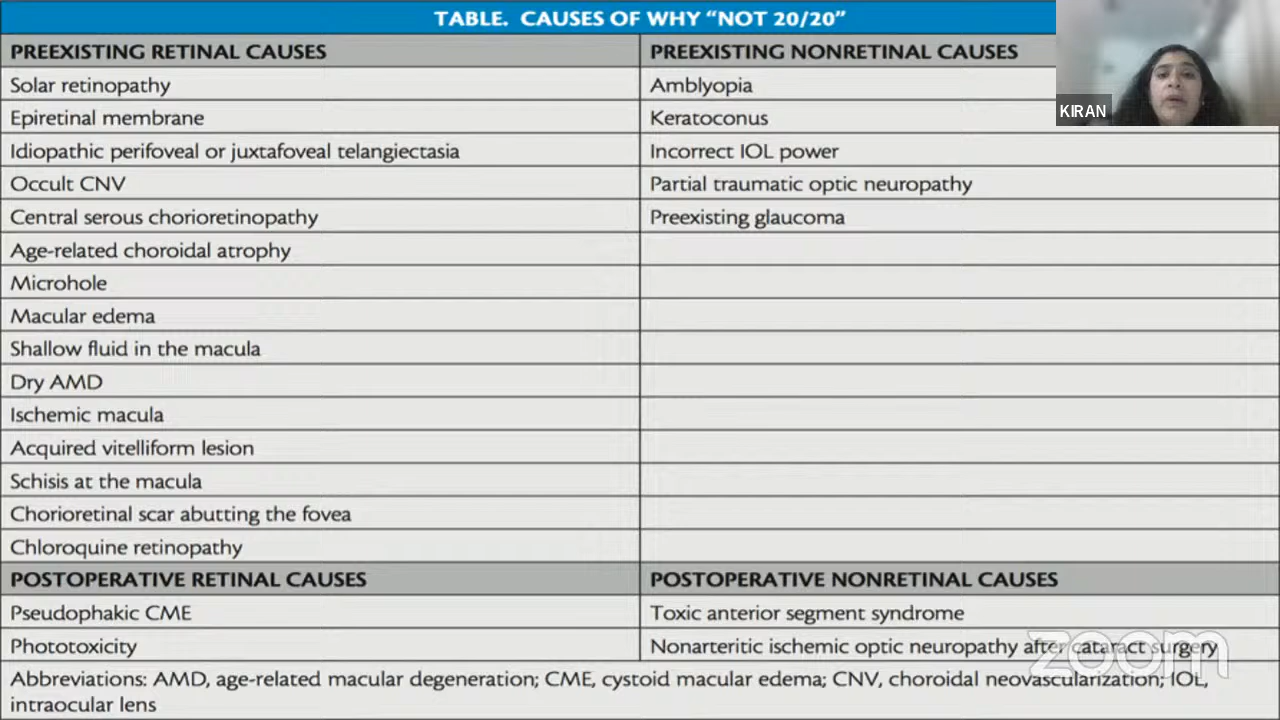 TABLE. CAUSES OF WHY “NOT 20/20”
PREEXISTING RETINAL CAUSES
PREEXISTING NONRETINAL CAUSES
Solar retinopathy
Amblyopia
KIRAN
Epiretinal membrane
Keratoconus
Idiopathic perifoveal or juxtafoveal telangiectasia
Incorrect IOL power
Occult CNV
Partial traumatic optic neuropathy
Central serous chorioretinopathy
Preexisting glaucoma
Age-related choroidal atrophy
Microhole
Macular edema
Shallow fluid in the macula
Dry AMD
Ischemic macula
Acquired vitelliform lesion
Schisis at the macula
Chorioretinal scar abutting the fovea
Chloroquine retinopathy
POSTOPERATIVE RETINAL CAUSES
POSTOPERATIVE NONRETINAL CAUSES
Pseudophakic CME
Toxic anterior segment syndrome
Phototoxicity
Nonarteritic ischemic optic neuropathy after cataract surgery
zoom
Abbreviations: AMD, age-related macular degeneration; CME, cystoid macular edema; CNV, choroidal neovascularization; IOL,
intraocular lens